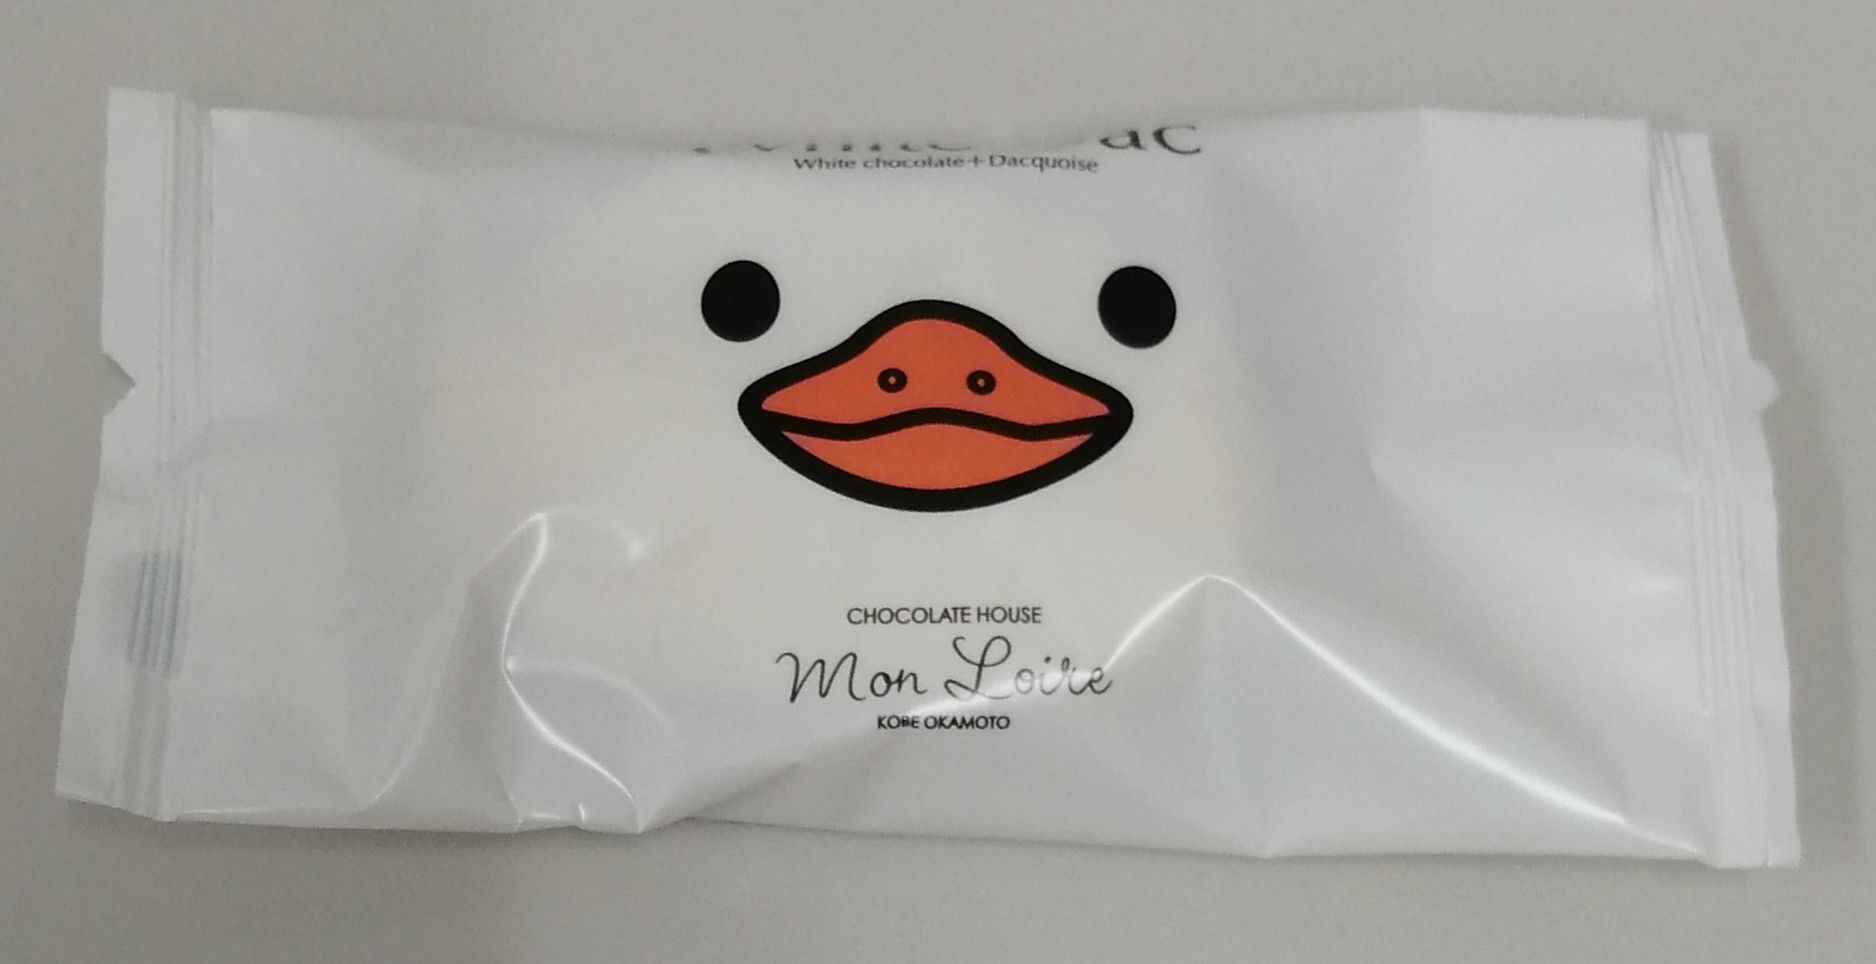 White chocolate+Dacquoise
CHOCOLATE HOUSE
Mon Loire
KOBE OKAMOTO